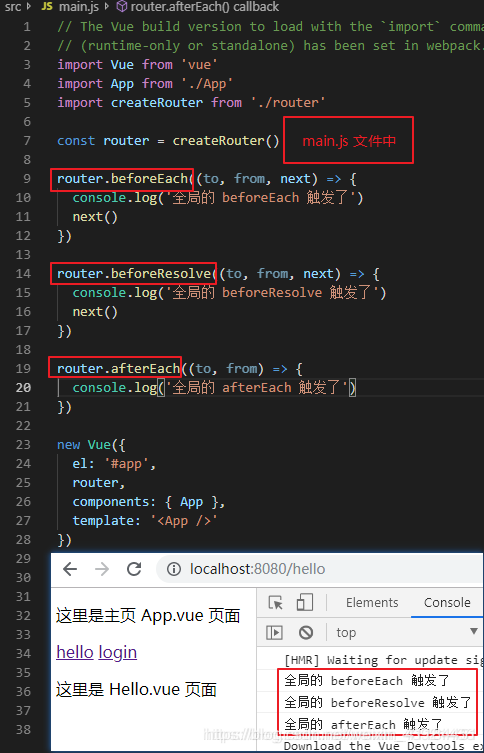 src > JS main.js > router.afterEach() callback
1 // The Vue build version to load with the `import` comma
2 // (runtime-only or standalone) has been set in webpack.
3 import Vue from 'vue'
4 import App from './App'
5 import createRouter from './router'
6
7 const router = createRouter()
main.js 文件中
8
9 router.beforeEach((to, from, next) => {
10 console.log('全局的 beforeEach 触发了')
11 next()
12 })
13
14 router.beforeResolve((to, from, next) => {
15 console.log('全局的 beforeResolve 触发了')
16 next()
17 })
18
19 router.afterEach((to, from) => {
20 console.log('全局的 afterEach 触发了')
21 })
22
23 new Vue({
24 el: '#app',
25 router,
26 components: { App },
27 template: '<App />'
28 })
29
30
31
32
33
34
35
36
37
38
localhost:8080/hello
这里是主页 App.vue 页面
hello login
这里是 Hello.vue 页面
Elements Console
top
[HMR] Waiting for update sig
全局的 beforeEach 触发了
全局的 beforeResolve 触发了
全局的 afterEach 触发了
Download the Vue Devtools ex